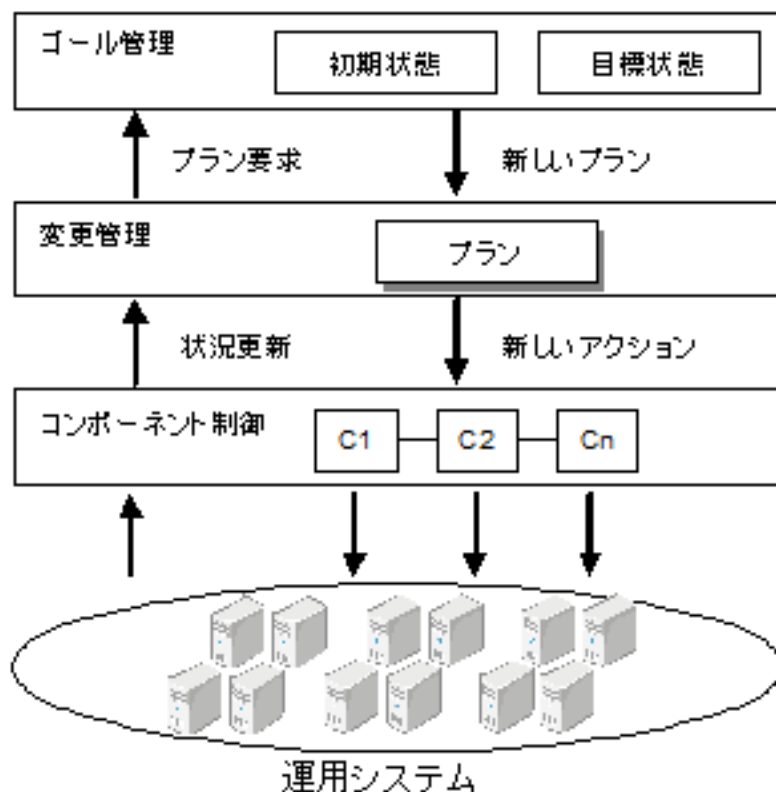 ゴール管理
初期状態
目標状態
プラン要求
新しいプラン
変更管理
プラン
状況更新
新しいアクション
コンポーネント制御
C1
C2
Cn
運用システム